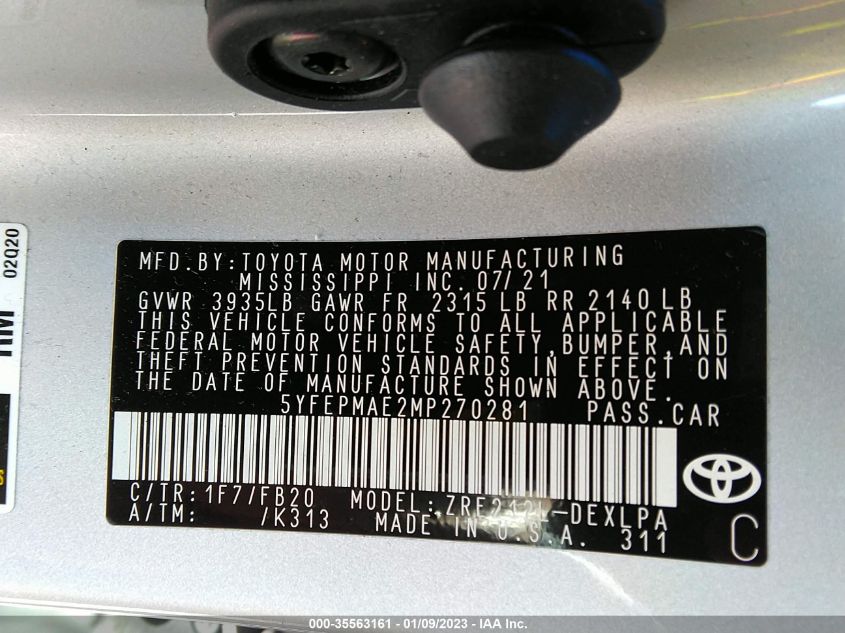 02Q20
RM
MFD.BY:TOYOTA MOTOR MANUFACTURING
MISSISSIPPI INC. 07/21
GVWR 3935LB GAWR FR 2315 LB RR 2140 LB
THIS VEHICLE CONFORMS TO ALL APPLICABLE
FEDERAL MOTOR VEHICLE SAFETY,BUMPER,AND
THEFT PREVENTION STANDARDS IN EFFECT ON
THE DATE OF MANUFACTURE SHOWN ABOVE.
5YFEPMAE2MP270281 PASS.CAR
C/TR:1F7/FB20 MODEL:ZRE212L-DEXLPA
A/TM: /K313 MADE IN U.S.A. 311
C
000-35563161 - 01/09/2023 - IAA Inc.